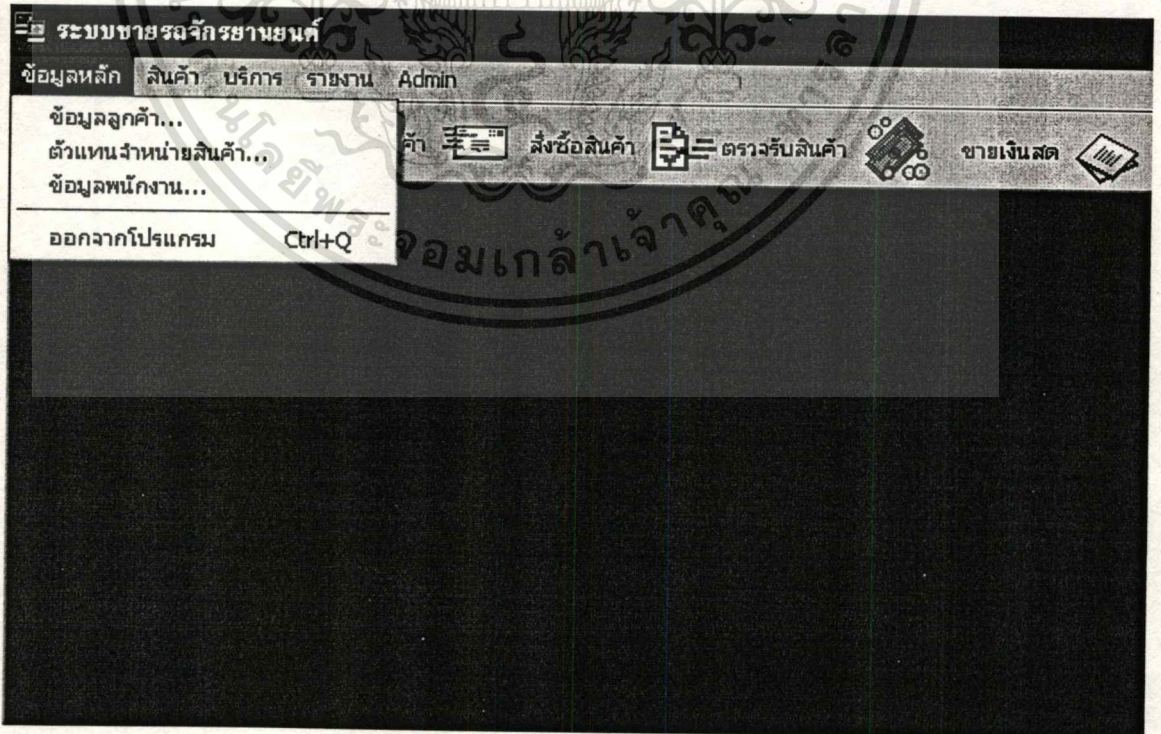 ระบบขายรถจักรยานยนต์
ข้อมูลหลัก สินค้า บริการ รายงาน Admin
ข้อมูลลูกค้า...
ตัวแทนจำหน่ายสินค้า...
ข้อมูลพนักงาน...
ออกจากโปรแกรม Ctrl+Q
ค้า สั่งซื้อสินค้า ตรวจรับสินค้า ขายเงินสด
จอมเกล้าเจ้าคุณ